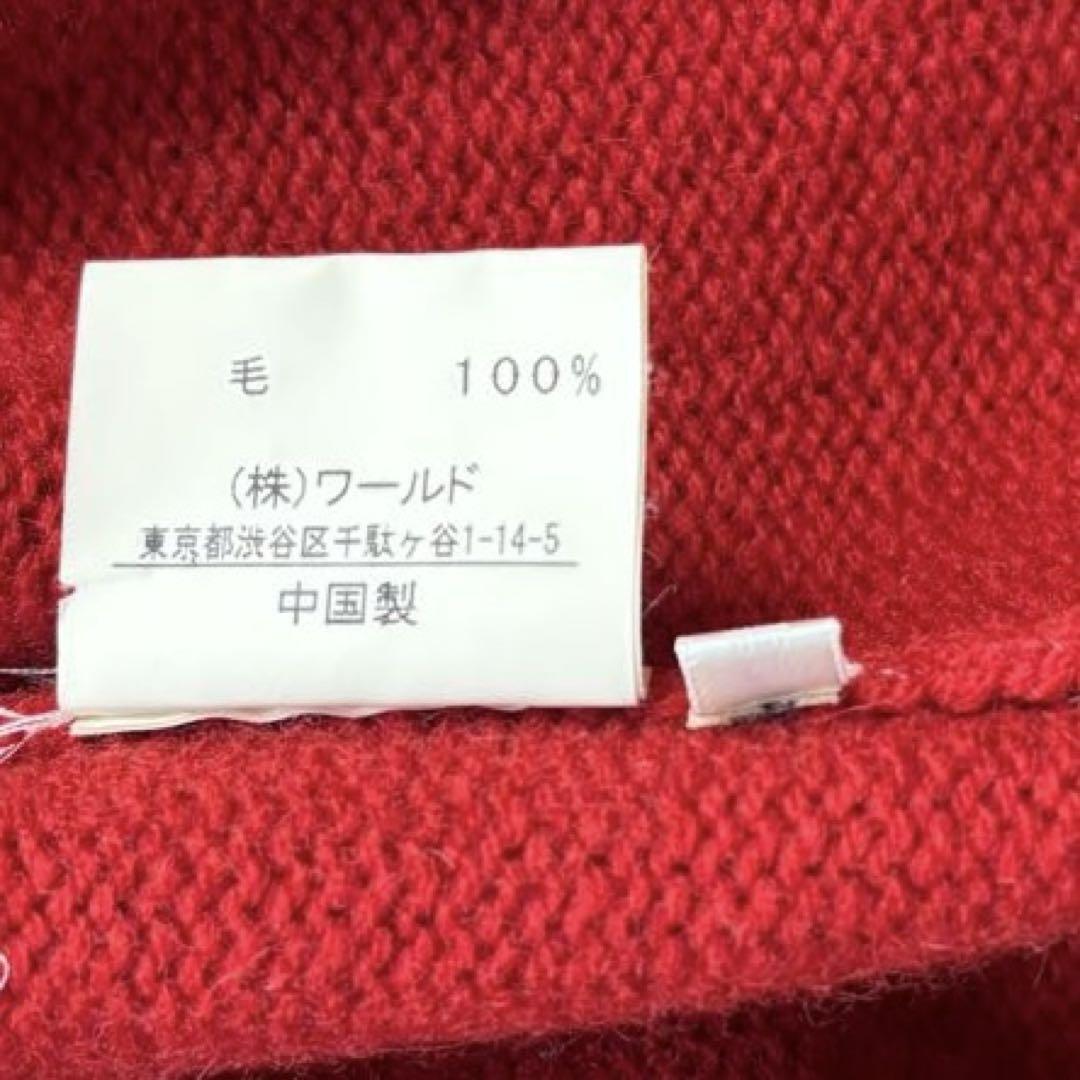 毛 100%
(株)ワールド
東京都渋谷区千駄ヶ谷1-14-5
中国製